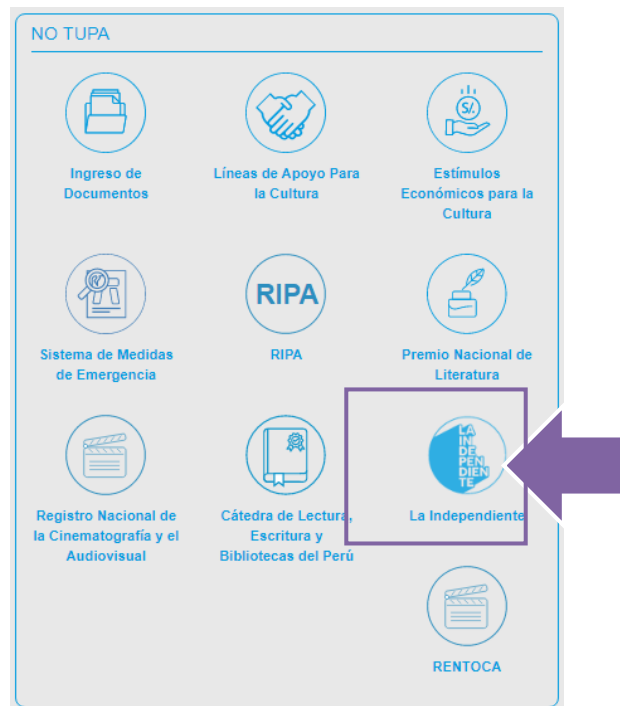 NO TUPA
S/.
Ingreso de
Documentos
Líneas de Apoyo Para
la Cultura
Estímulos
Económicos para la
Cultura
RIPA
Sistema de Medidas
de Emergencia
RIPA
Premio Nacional de
Literatura
LA
IN
DE
PEN
DIEN
TE
Registro Nacional de
la Cinematografía y el
Audiovisual
Cátedra de Lectura,
Escritura y
Bibliotecas del Perú
La Independiente
RENTOCA